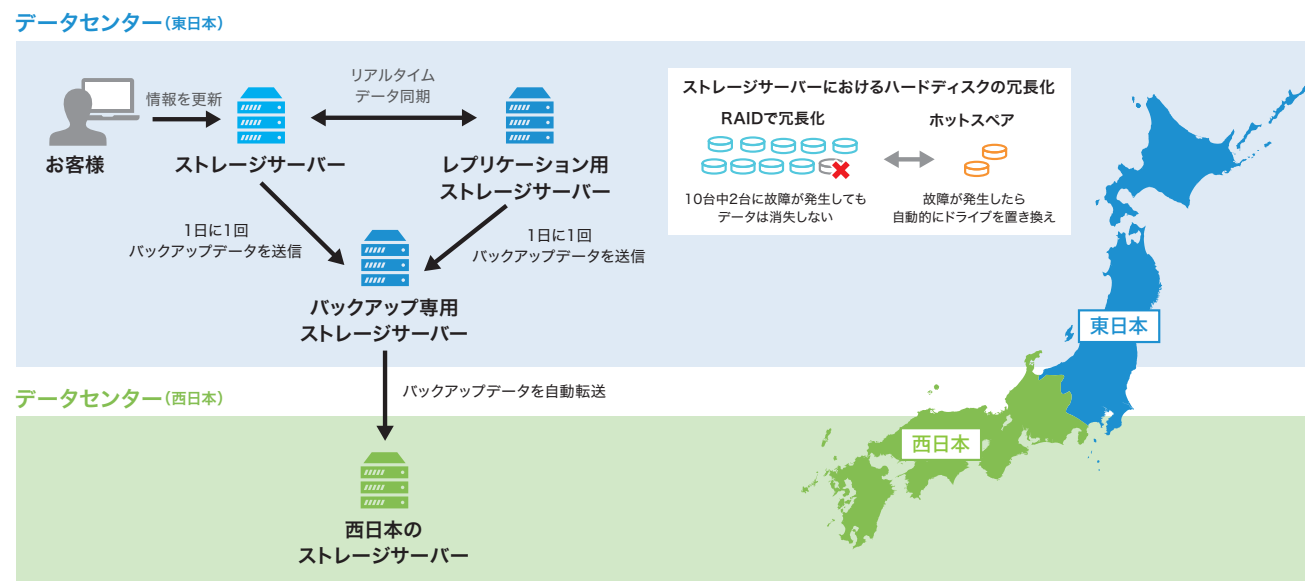 データセンター(東日本)
お客様
情報を更新
ストレージサーバー
リアルタイム
データ同期
レプリケーション用
ストレージサーバー
1日に1回
バックアップデータを送信
1日に1回
バックアップデータを送信
バックアップ専用
ストレージサーバー
ストレージサーバーにおけるハードディスクの冗長化
RAIDで冗長化
10台中2台に故障が発生しても
データは消失しない
ホットスペア
故障が発生したら
自動的にドライブを置き換え
東日本
バックアップデータを自動転送
データセンター(西日本)
西日本の
ストレージサーバー
西日本